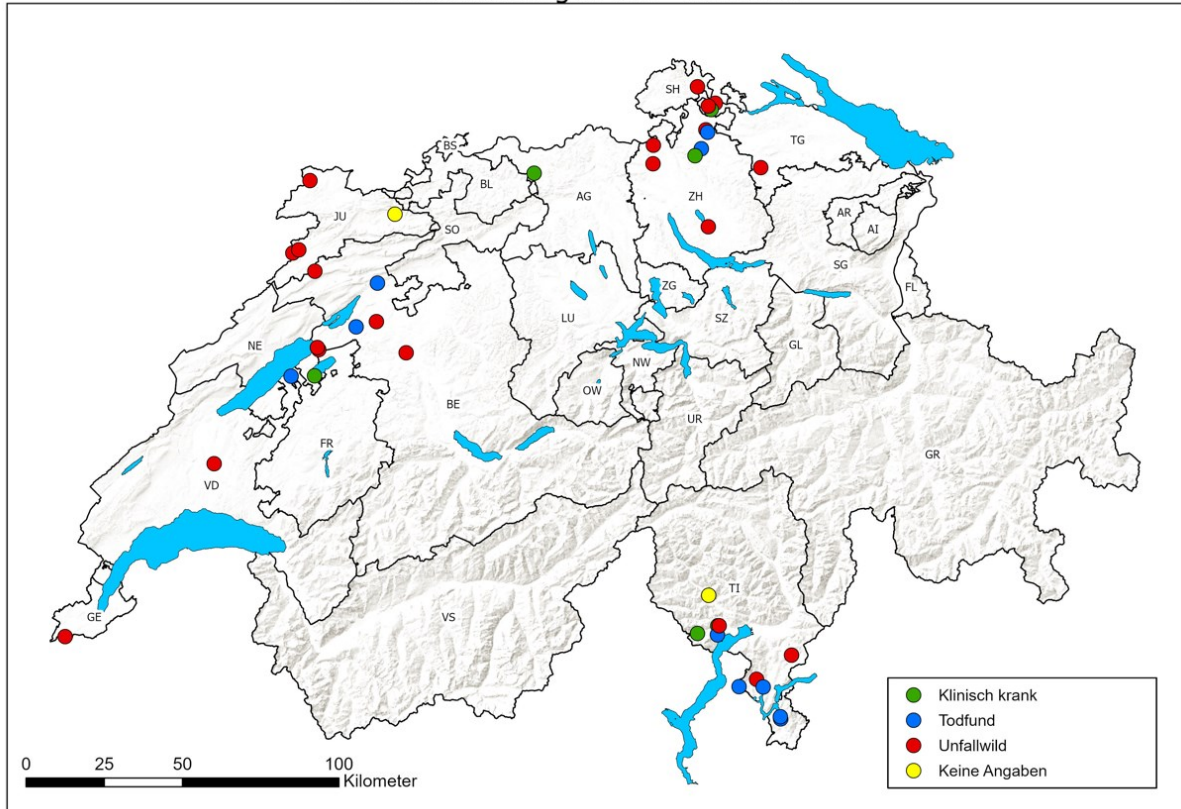 SH
BS
TG
BL
AG
ZH
JU
SO
AR
AI
SG
ZG
FL
LU
SZ
NE
GL
NW
OW
BE
UR
FR
GR
VD
TI
GE
VS
Klinisch krank
Todfund
Unfallwild
Keine Angaben
0 25 50 100
Kilometer